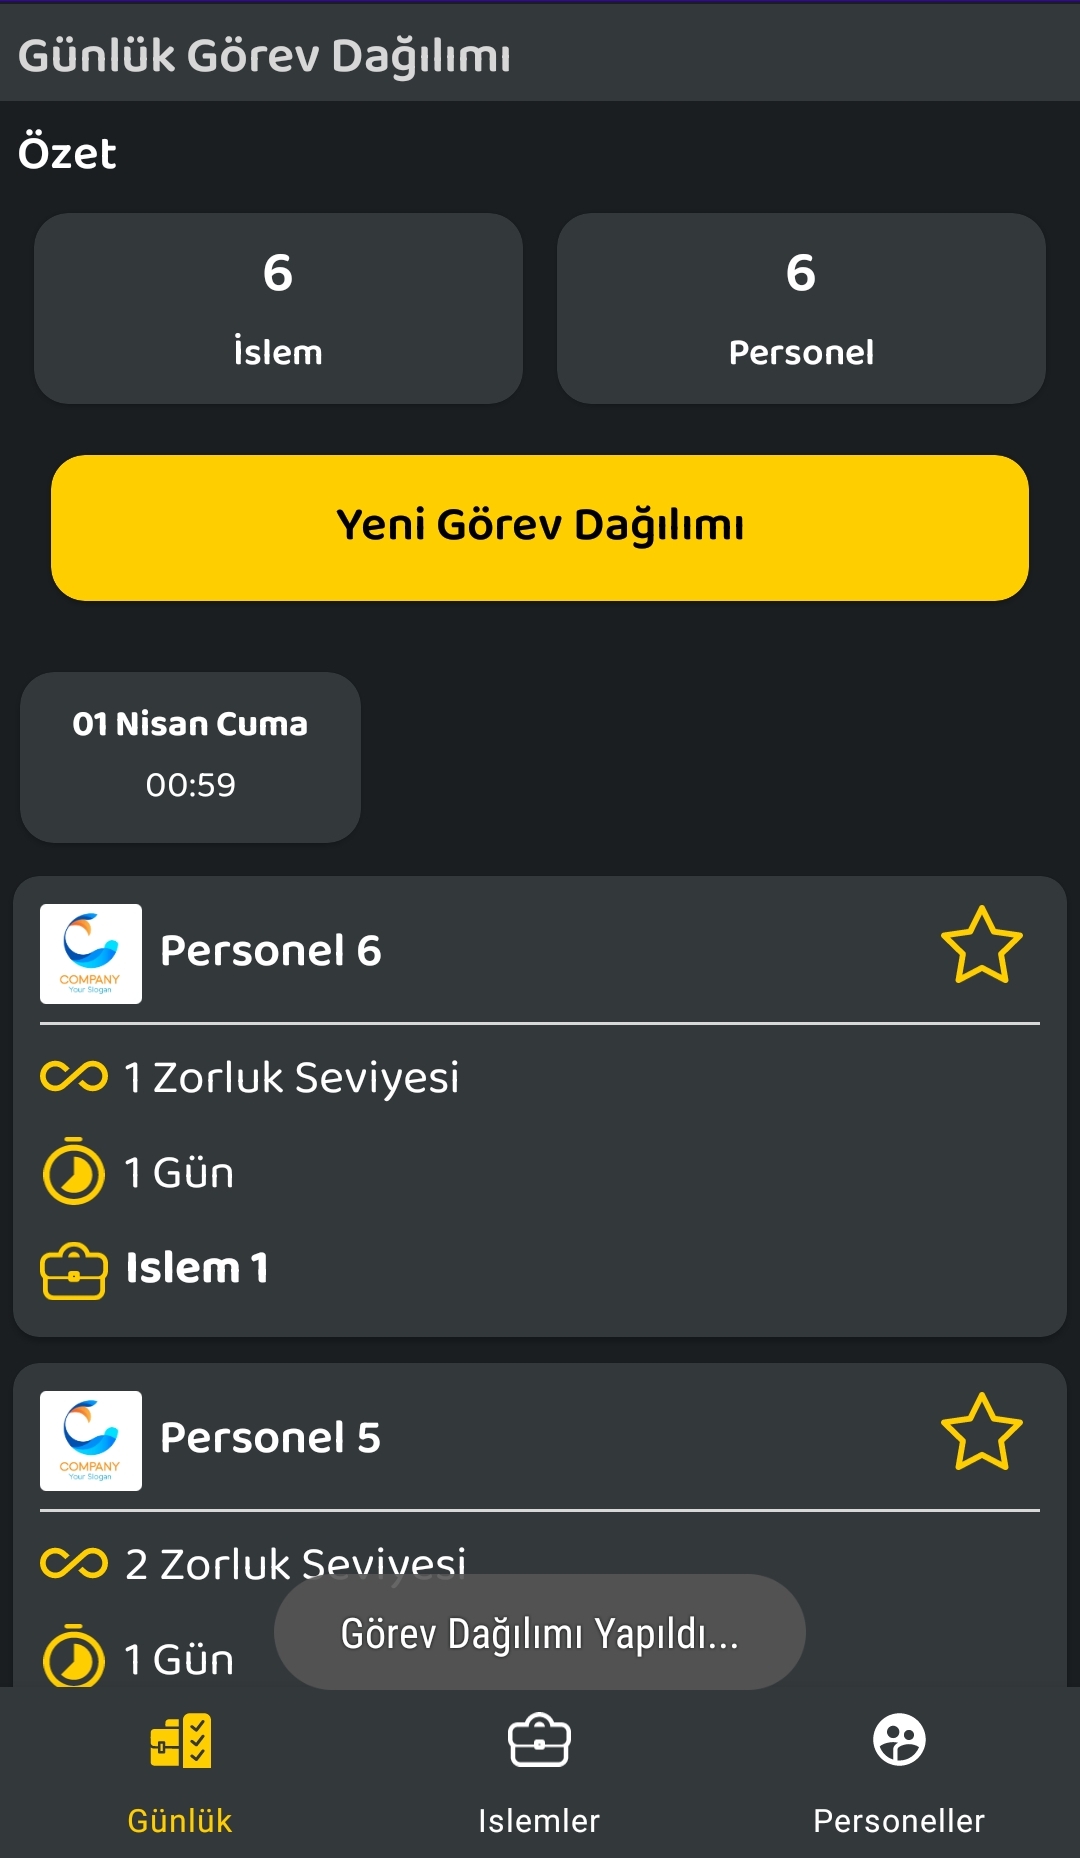 Günlük Görev Dağılımı
Özet
6
6
İslem
Personel
Yeni Görev Dağılımı
01 Nisan Cuma
00:59
COMPANY
Your Slogan
Personel 6
1 Zorluk Seviyesi
1 Gün
Islem 1
COMPANY
Your Slogan
Personel 5
2 Zorluk Seviyesi
1 Gün
Görev Dağılımı Yapıldı...
Günlük
Islemler
Personeller